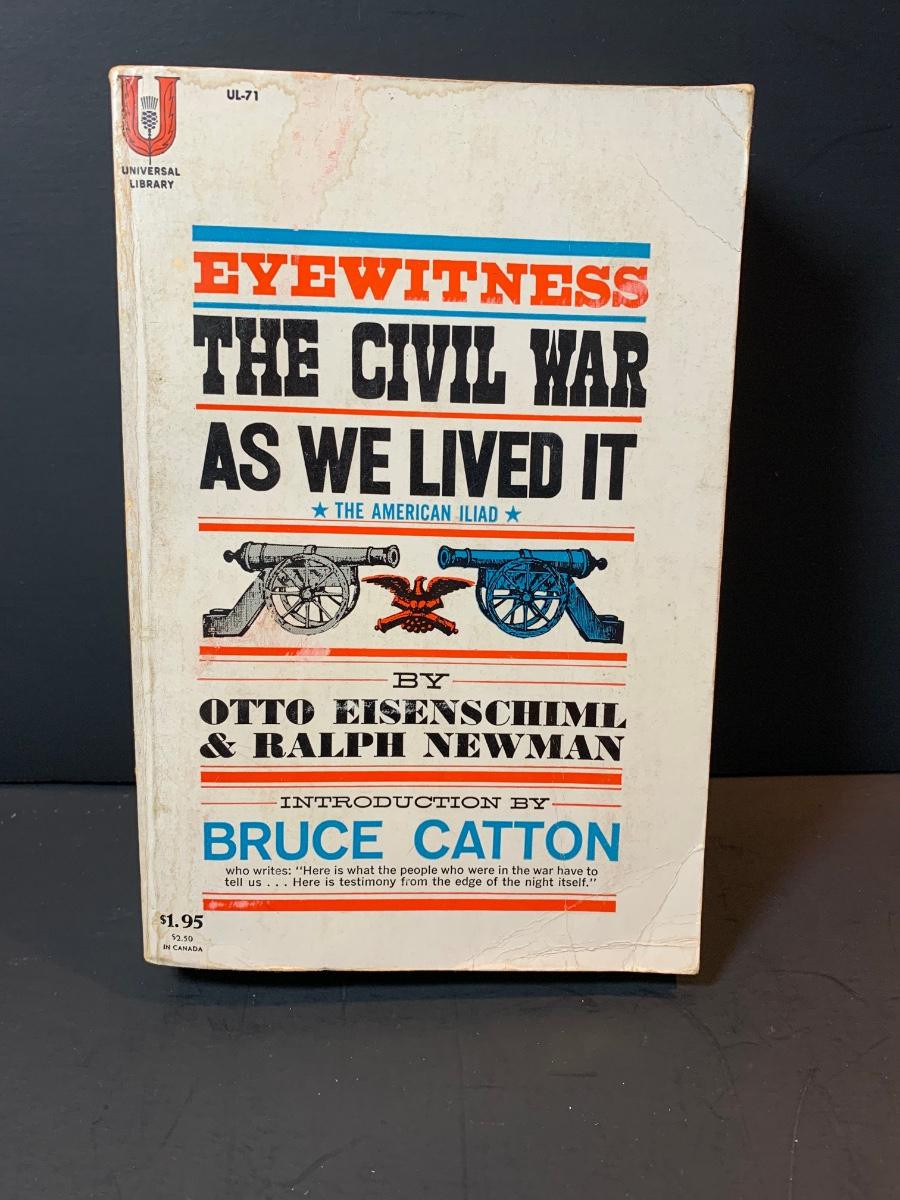 U
UNIVERSAL
LIBRARY
UL-71
EYEWITNESS
THE CIVIL WAR
AS WE LIVED IT
★ THE AMERICAN ILIAD ★
BY
OTTO EISENSCHIML
& RALPH NEWMAN
INTRODUCTION BY
BRUCE CATTON
who writes: "Here is what the people who were in the war have to
tell us . . . Here is testimony from the edge of the night itself."
$1.95
$2.50
IN CANADA